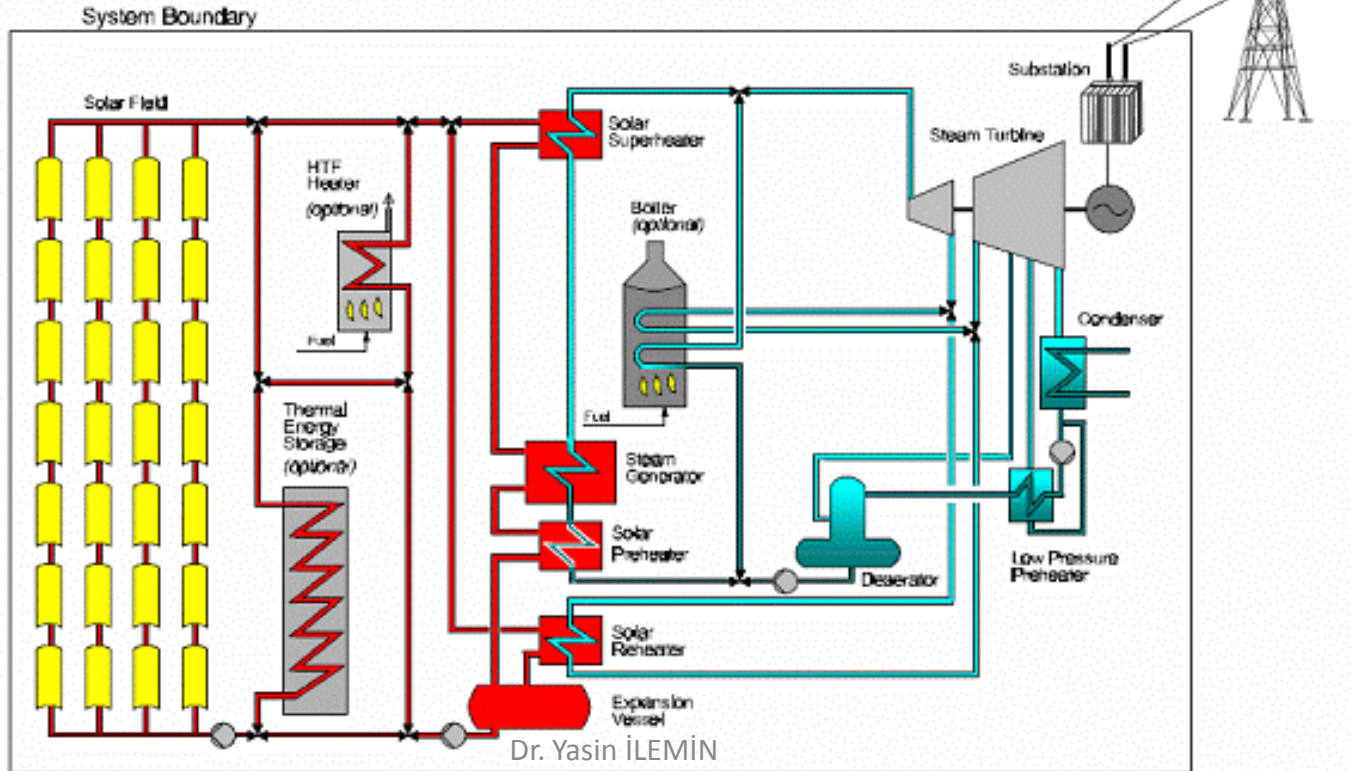 System Boundary
Solar Field
HTF
Heater
(optional)
Fuel
Thermal
Energy
Storage
(optional)
Solar
Superheater
Boiler
(optional)
Fuel
Steam
Generator
Solar
Preheater
Solar
Reheater
Expansion
Vessel
Substation
Steam Turbine
Condenser
Low Pressure
Preheater
Deaerator
Dr. Yasin İLEMİN